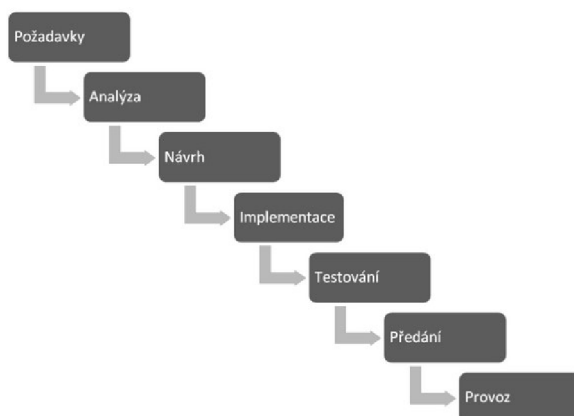 Požadavky
Analýza
Návrh
Implementace
Testování
Předání
Provoz